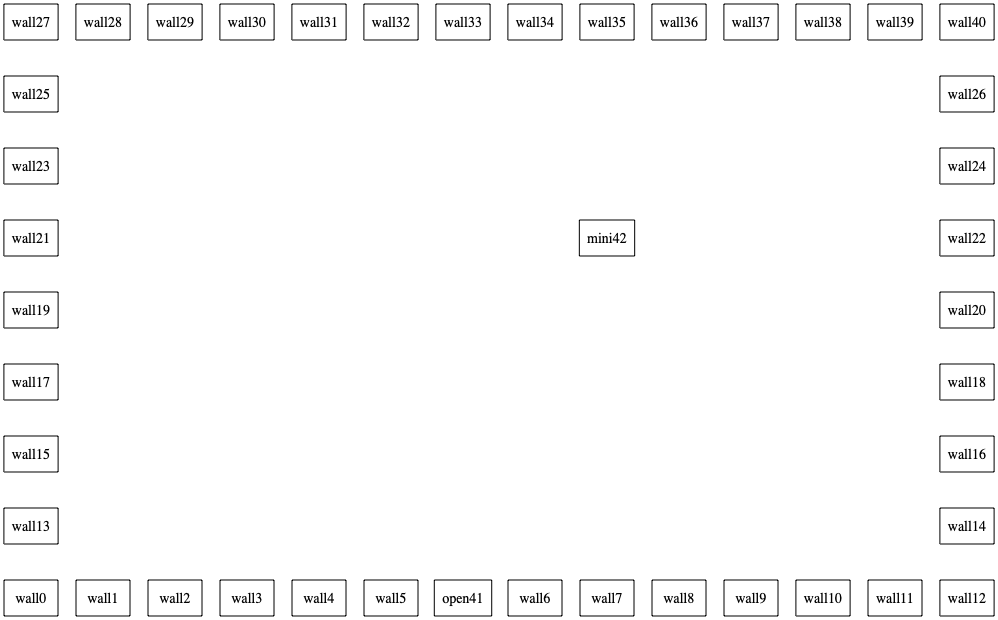 wall27 wall28 wall29 wall30 wall31 wall32 wall33 wall34 wall35 wall36 wall37 wall38 wall39 wall40
wall25 wall26
wall23 wall24
wall21 mini42 wall22
wall19 wall20
wall17 wall18
wall15 wall16
wall13 wall14
wall0 wall1 wall2 wall3 wall4 wall5 open41 wall6 wall7 wall8 wall9 wall10 wall11 wall12